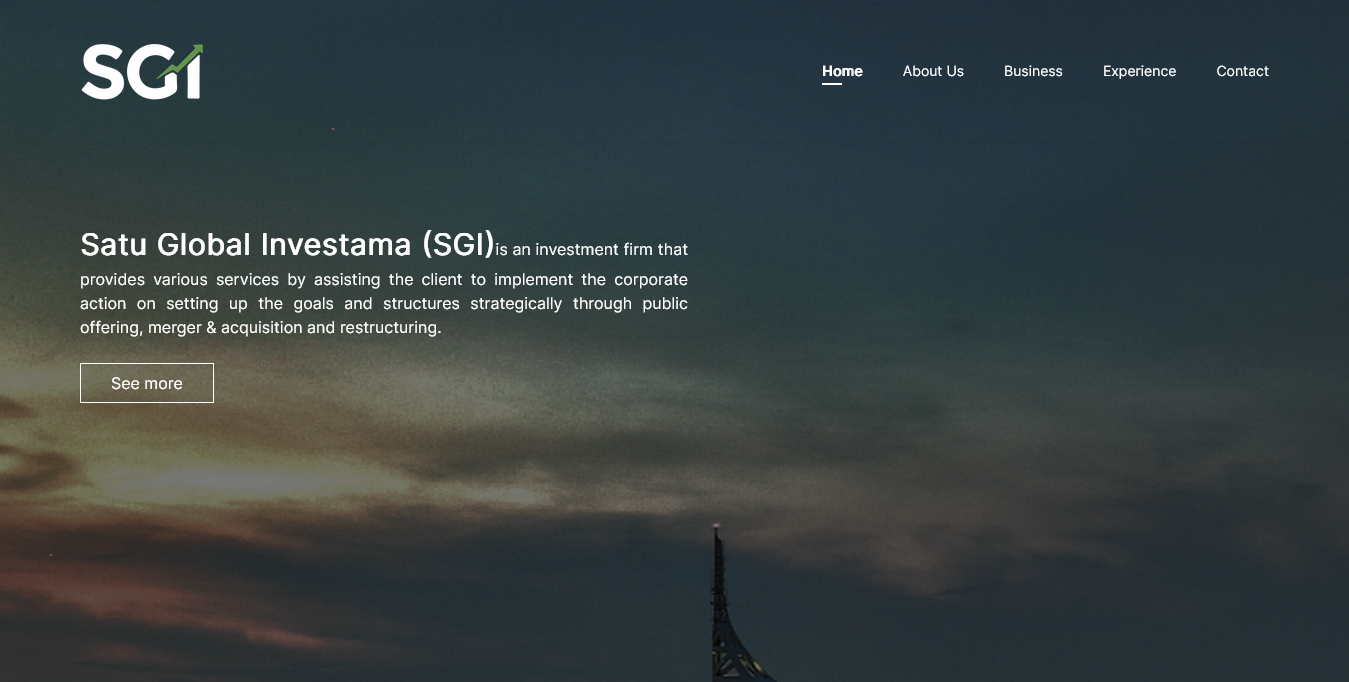 SGI
Home About Us Business Experience Contact
Satu Global Investama (SGI)is an investment firm that
provides various services by assisting the client to implement the corporate
action on setting up the goals and structures strategically through public
offering, merger & acquisition and restructuring.
See more